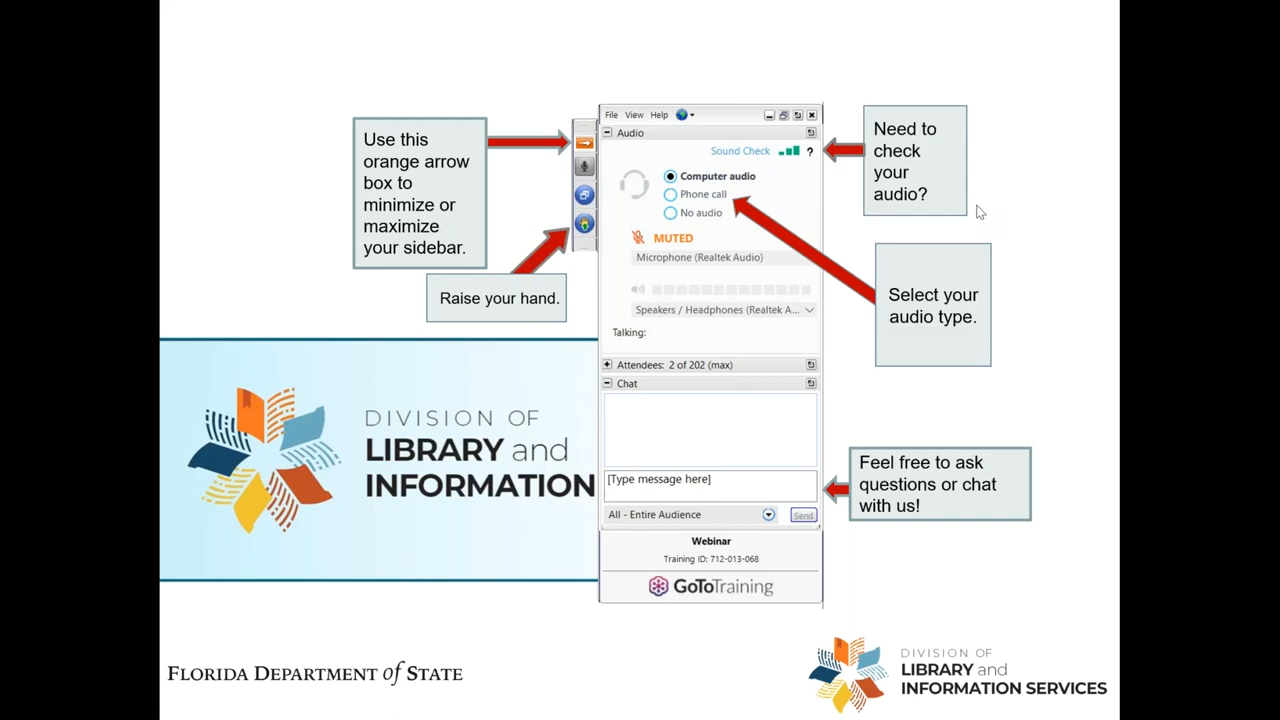 Use this
orange arrow
box to
minimize or
maximize
your sidebar.
Raise your hand.
File View Help
Audio
Sound Check ?
Computer audio
Phone call
No audio
MUTED
Microphone (Realtek Audio)
Speakers / Headphones (Realtek A...
Talking:
Attendees: 2 of 202 (max)
Chat
[Type message here]
All - Entire Audience
Send
Webinar
Training ID: 712-013-068
GoToTraining
Need to
check
your
audio?
Select your
audio type.
Feel free to ask
questions or chat
with us!
DIVISION OF
LIBRARY and
INFORMATION
FLORIDA DEPARTMENT of STATE
DIVISION OF
LIBRARY and
INFORMATION SERVICES